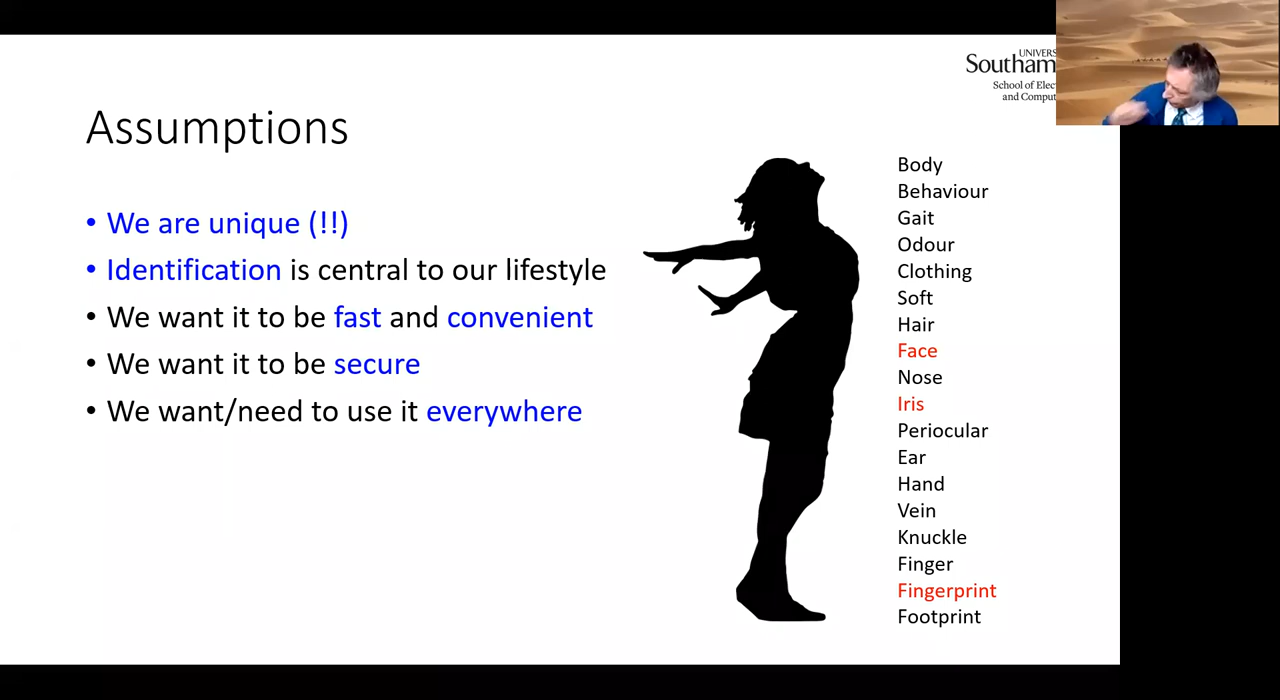 UNIVERS
Southam
School of Elec
and Comput
Assumptions
• We are unique (!!)
• Identification is central to our lifestyle
• We want it to be fast and convenient
• We want it to be secure
• We want/need to use it everywhere
Body
Behaviour
Gait
Odour
Clothing
Soft
Hair
Face
Nose
Iris
Periocular
Ear
Hand
Vein
Knuckle
Finger
Fingerprint
Footprint